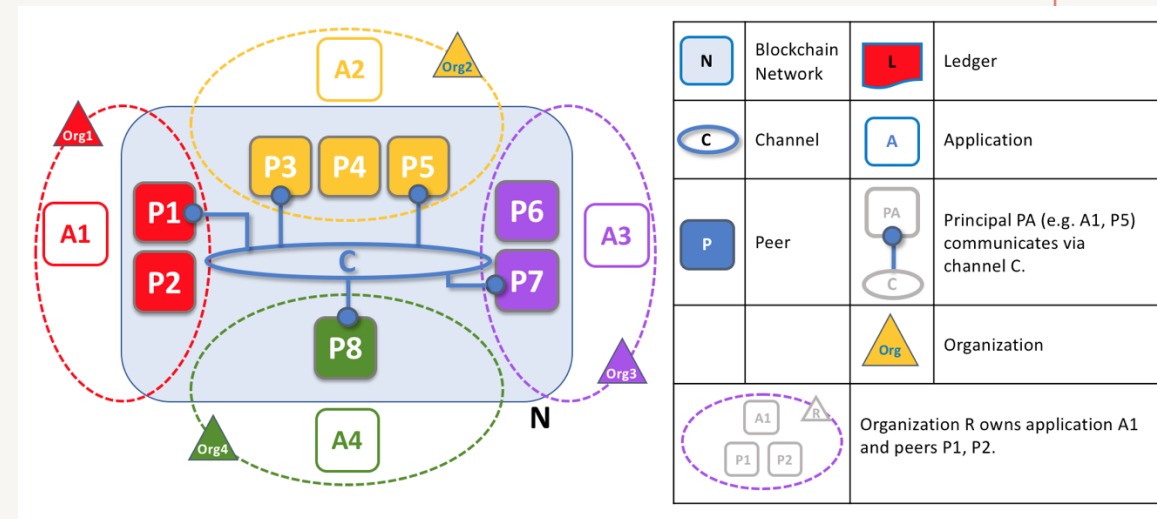 A2
Org2
Org1
P3
P4
P5
P1
P6
A1
A3
C
P2
P7
P8
Org3
N
Org4
A4
N
Blockchain
Network
L
Ledger
C
Channel
A
Application
P
Peer
PA
C
Principal PA (e.g. A1, P5)
communicates via
channel C.
Org
Organization
A1
R
P1
P2
Organization R owns application A1
and peers P1, P2.